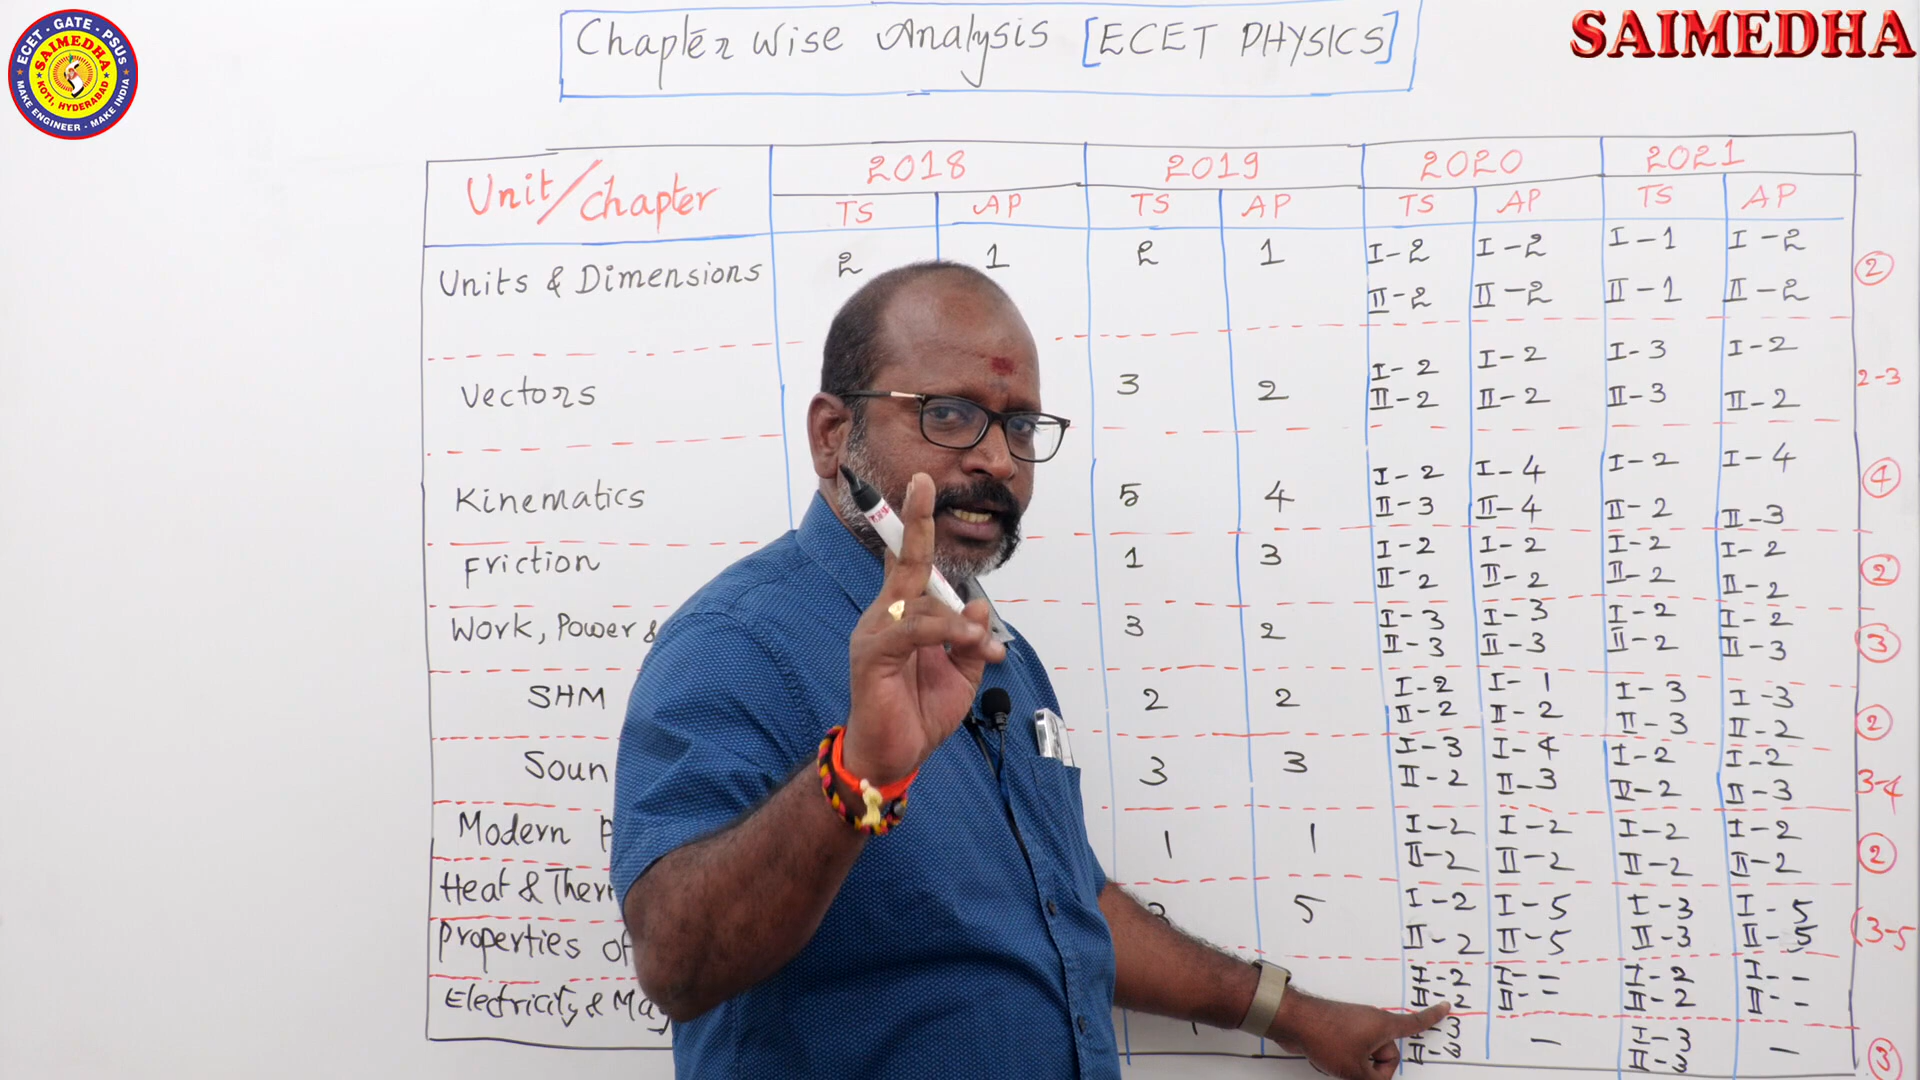 ECET · GATE · PSUS
SAIMEDHA
KOTI, HYDERABAD
MAKE ENGINEER - MAKE INDIA
SAIMEDHA
Chapter Wise Analysis [ECET PHYSICS]
Unit/Chapter 2018 2019 2020 2021
TS AP TS AP TS AP TS AP
Units & Dimensions 2 1 2 1 I-2 I-2 I-1 I-2 2
II-2 II-2 II-1 II-2
Vectors 3 2 I-2 I-2 I-3 I-2 2-3
II-2 II-2 II-3 II-2
Kinematics 5 4 I-2 I-4 I-2 I-4 4
II-3 II-4 II-2 II-3
Friction 1 3 I-2 I-2 I-2 I-2 2
II-2 II-2 II-2 II-2
Work, Power & 3 2 I-3 I-3 I-2 I-2 3
II-3 II-3 II-2 II-3
SHM 2 2 I-2 I-1 I-3 I-3 2
II-2 II-2 II-3 II-2
Soun 3 3 I-3 I-4 I-2 I-2 3-4
II-2 II-3 II-2 II-3
Modern P 1 1 I-2 I-2 I-2 I-2 2
II-2 II-2 II-2 II-2
Heat & Ther 5 I-2 I-5 I-3 I-5 (3-5
II-2 II-5 II-3 II-5
Properties of I-2 I-- I-2 I--
II-2 II-- II-2 II--
Electricity & Mag -3 - I-3 - 3
II-3 II-3